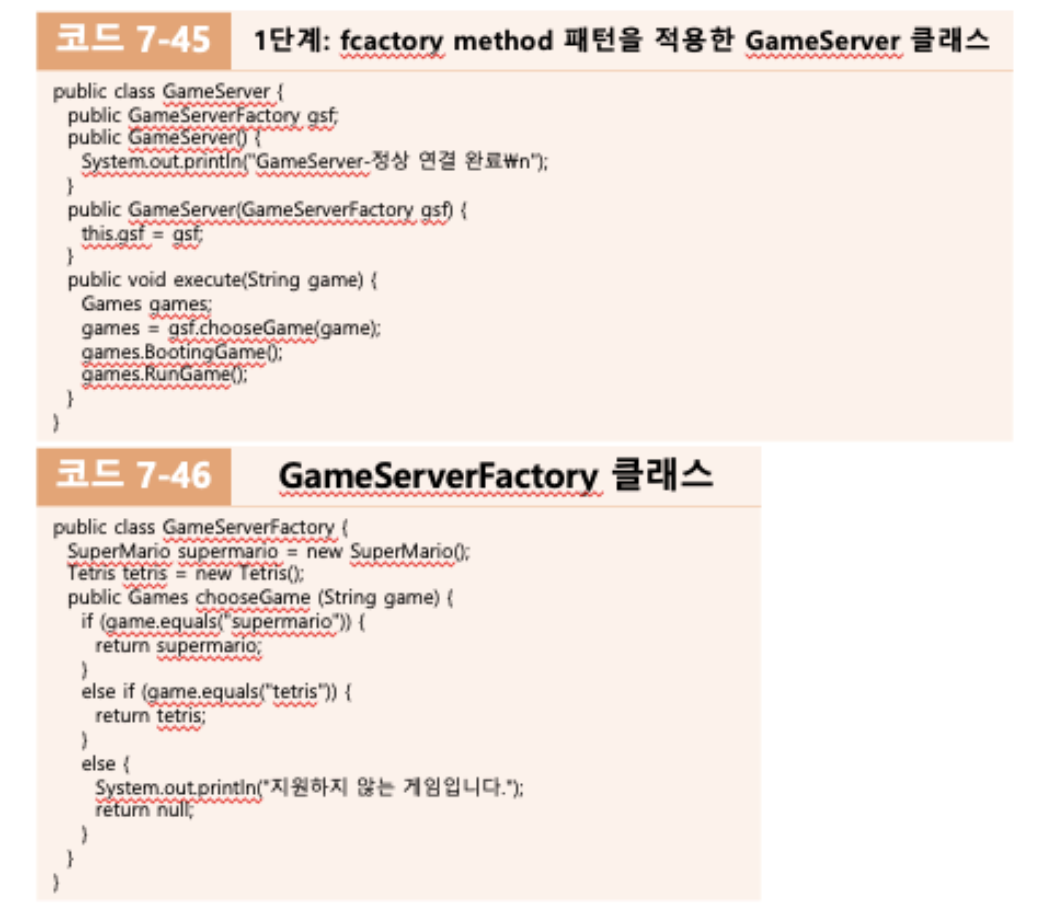 코드 7-45
1단계: fcactory method 패턴을 적용한 GameServer 클래스
public class GameServer {
public GameServerFactory gsf;
public GameServer() {
System.out.println("GameServer-정상 연결 완료₩n");
}
public GameServer(GameServerFactory gsf) {
this.gsf = gsf;
}
public void execute(String game) {
Games games;
games = gsf.chooseGame(game);
games.BootingGame();
games.RunGame();
}
}
코드 7-46
GameServerFactory 클래스
public class GameServerFactory {
SuperMario supermario = new SuperMario();
Tetris tetris = new Tetris();
public Games chooseGame (String game) {
if (game.equals("supermario")) {
return supermario;
}
else if (game.equals("tetris")) {
return tetris;
}
else {
System.out.println("지원하지 않는 게임입니다.");
return null;
}
}
}